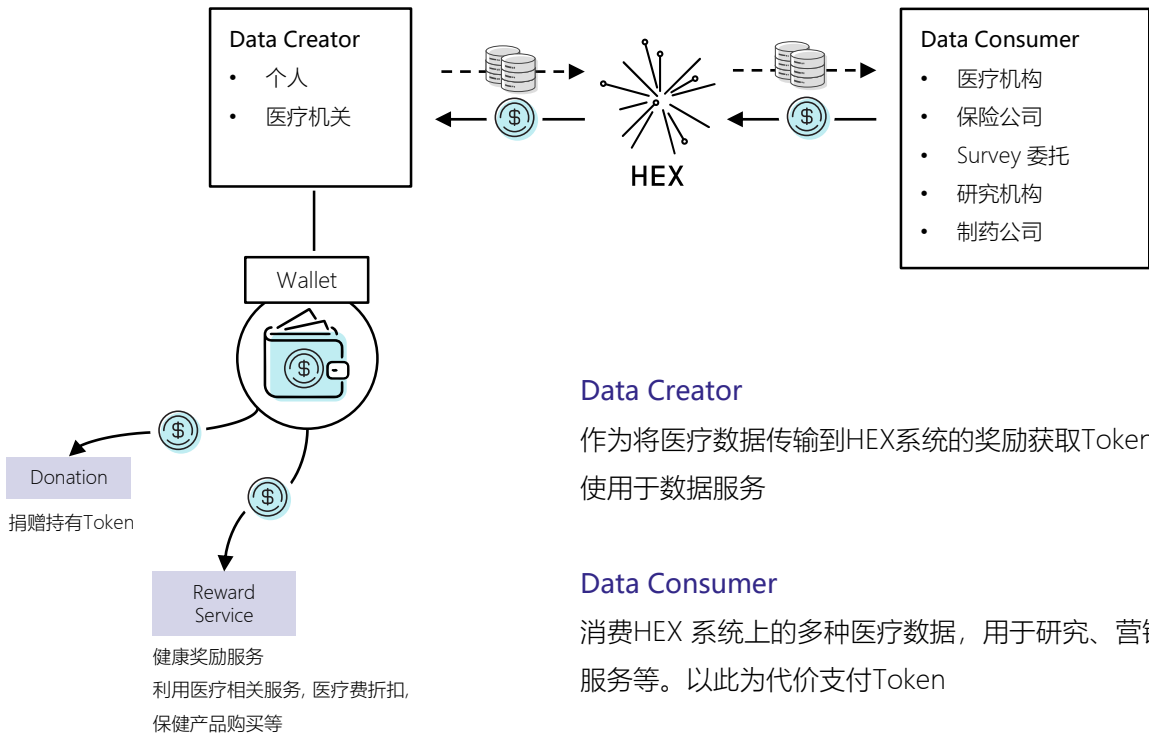 Data Creator
• 个人
• 医疗机关
HEX
Data Consumer
• 医疗机构
• 保险公司
• Survey 委托
• 研究机构
• 制药公司
Wallet
Donation
捐赠持有Token
Reward
Service
健康奖励服务
利用医疗相关服务, 医疗费折扣,
保健产品购买等
Data Creator
作为将医疗数据传输到HEX系统的奖励获取Token
使用于数据服务
Data Consumer
消费HEX 系统上的多种医疗数据，用于研究、营
服务等。以此为代价支付Token